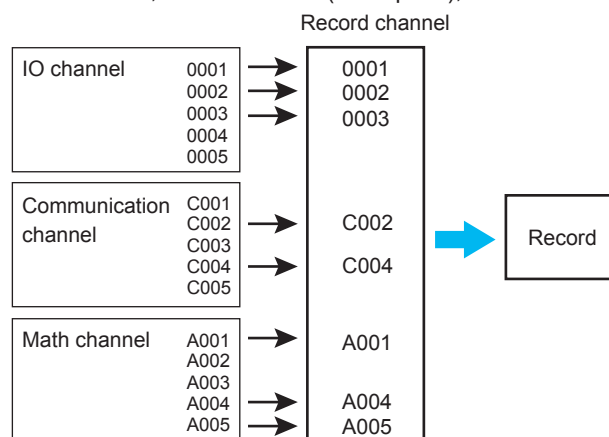 Record channel
IO channel
0001
0002
0003
0004
0005
0001
0002
0003
Communication
channel
C001
C002
C003
C004
C005
C002
C004
Record
Math channel
A001
A002
A003
A004
A005
A001
A004
A005